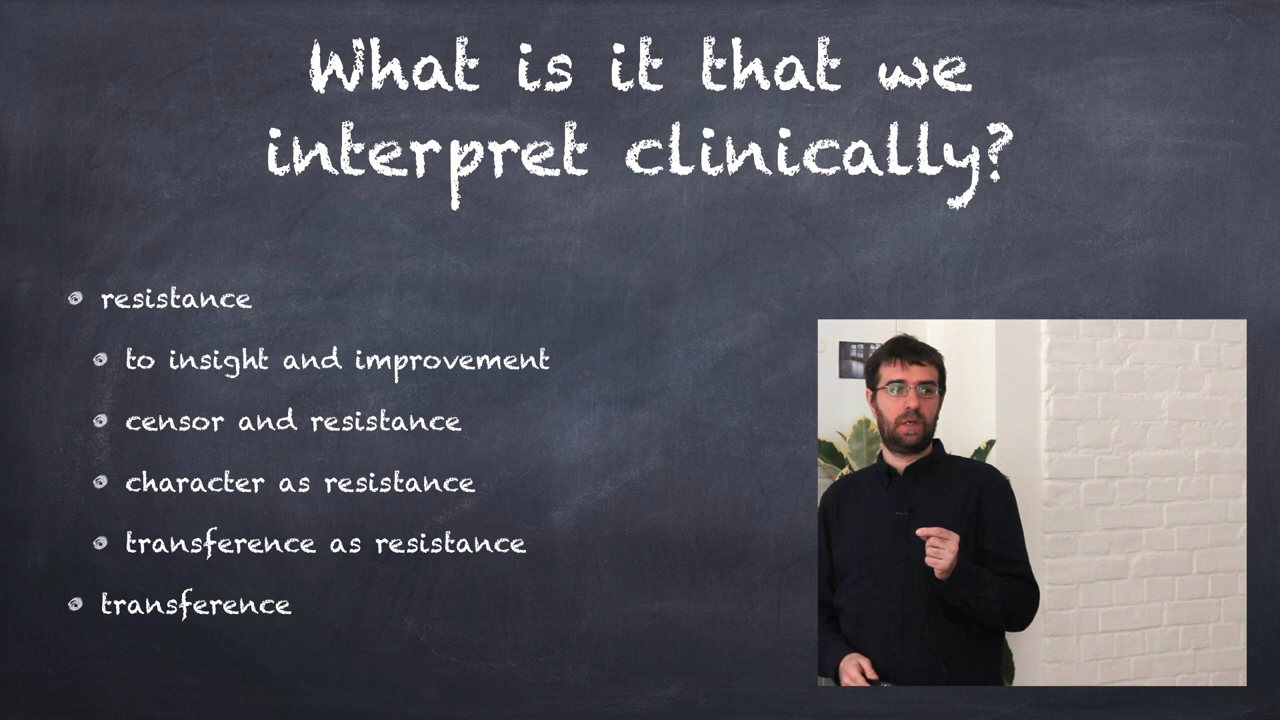 What is it that we
interpret clinically?
resistance
to insight and improvement
censor and resistance
character as resistance
transference as resistance
transference